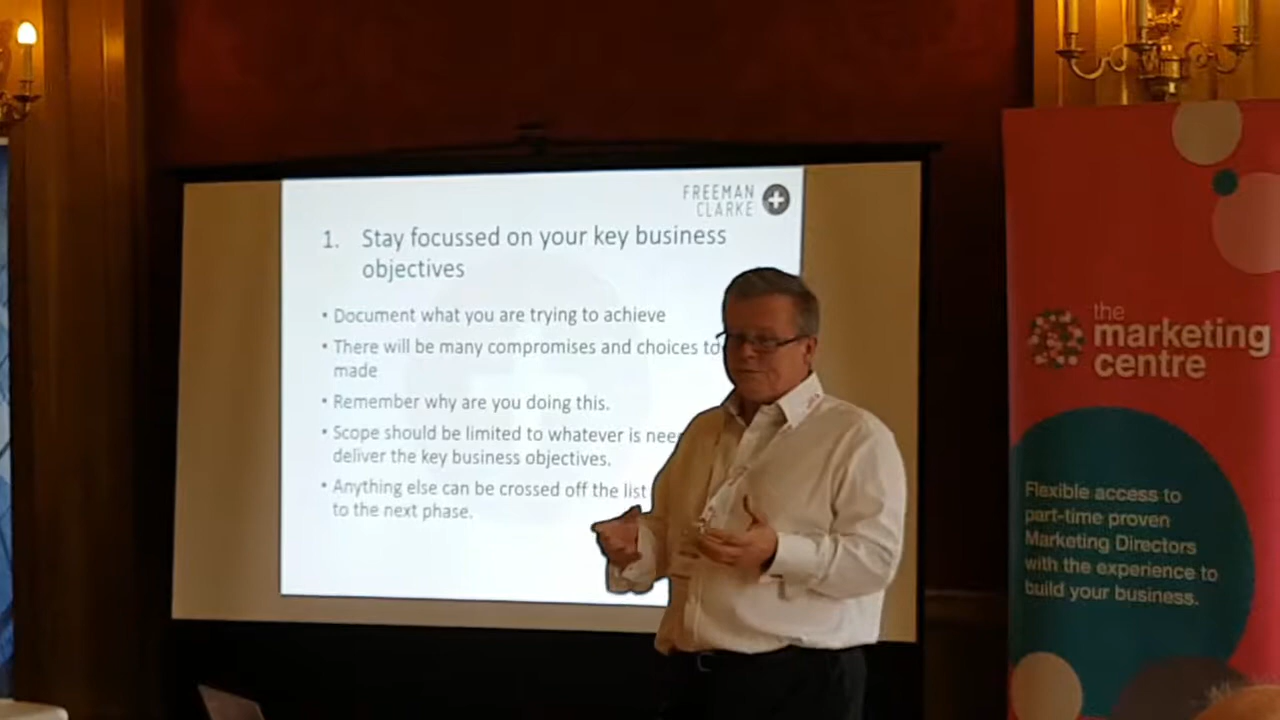 FREEMAN
CLARKE
1. Stay focussed on your key business
objectives
• Document what you are trying to achieve
• There will be many compromises and choices to
made
• Remember why are you doing this.
• Scope should be limited to whatever is
deliver the key business objectives.
• Anything else can be crossed off the list
to the next phase.
the
marketing
centre
Flexible access to
part-time proven
Marketing Directors
with the experience to
build your business.